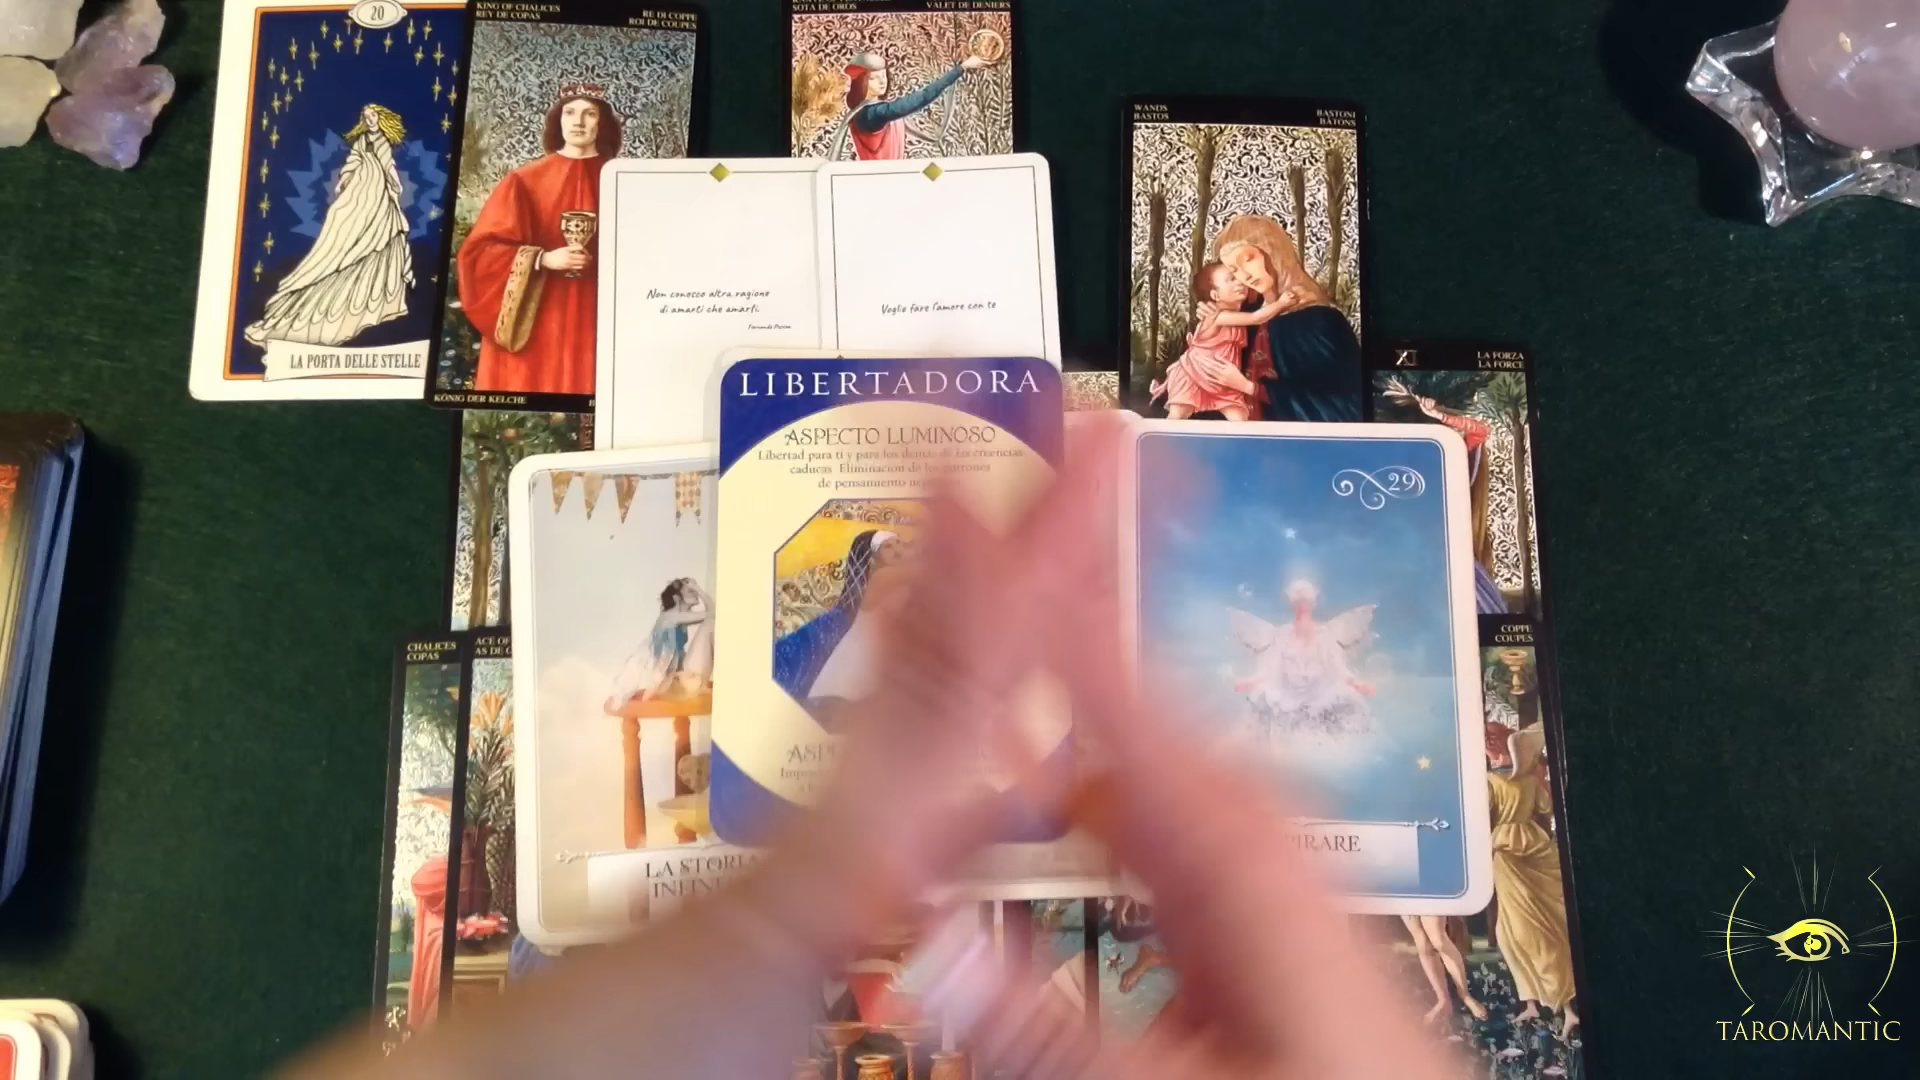 20
LA PORTA DELLE STELLE
KING OF CHALICES
REY DE COPAS
RE DI COPPE
ROI DE COUPES
KÖNIG DER KELCHE
SOTA DE OROS
VALET DE DENIERS
WANDS
BASTOS
BASTONI
BÂTONS
XI
LA FORZA
LA FORCE
Non conosco altra ragione
di amarti che amarti.
Fernando Pessoa
Voglio fare l'amore con te
LIBERTADORA
ASPECTO LUMINOSO
Libertad para ti y para los demás de las creencias
caducas Eliminación de los patrones
de pensamiento
29
LA STORIA
CHALICES
COPAS
ACE OF
COPPE
COUPES
TAROMANTIC